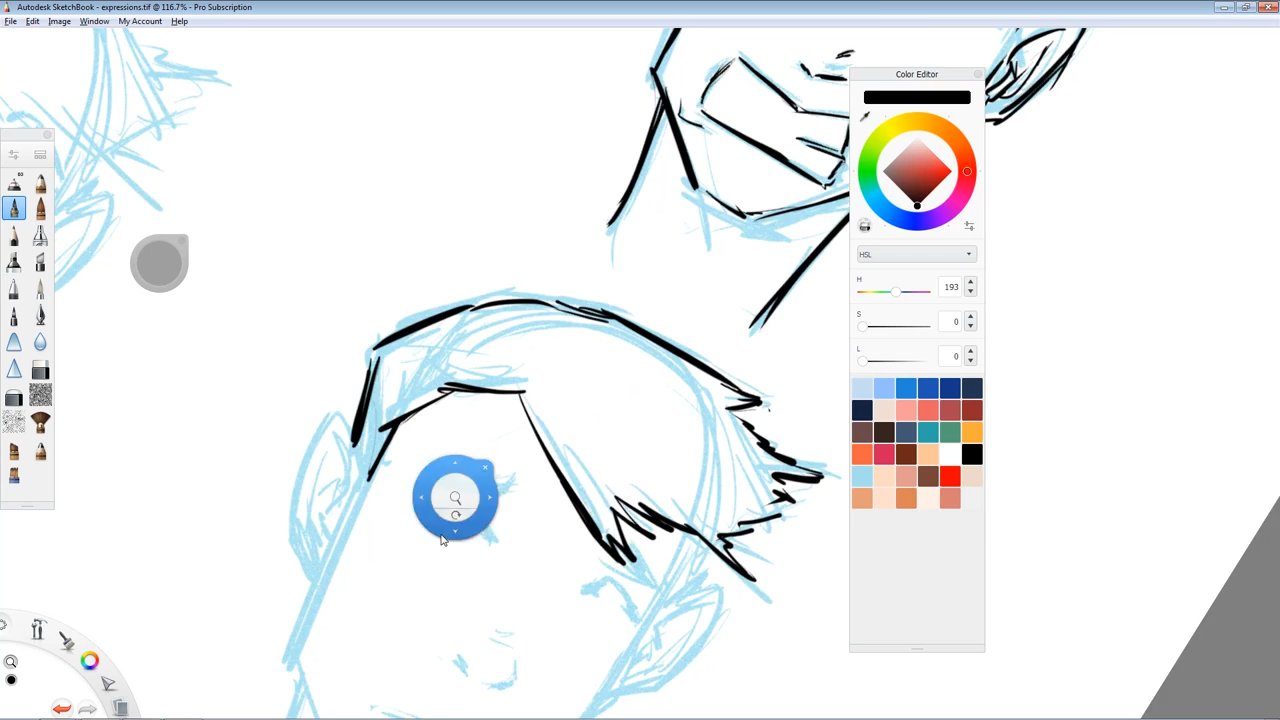 Autodesk SketchBook - expressions.tif @ 116.7% - Pro Subscription
File Edit Image Window My Account Help
Color Editor
80
HSL
H 193
S 0
L 0